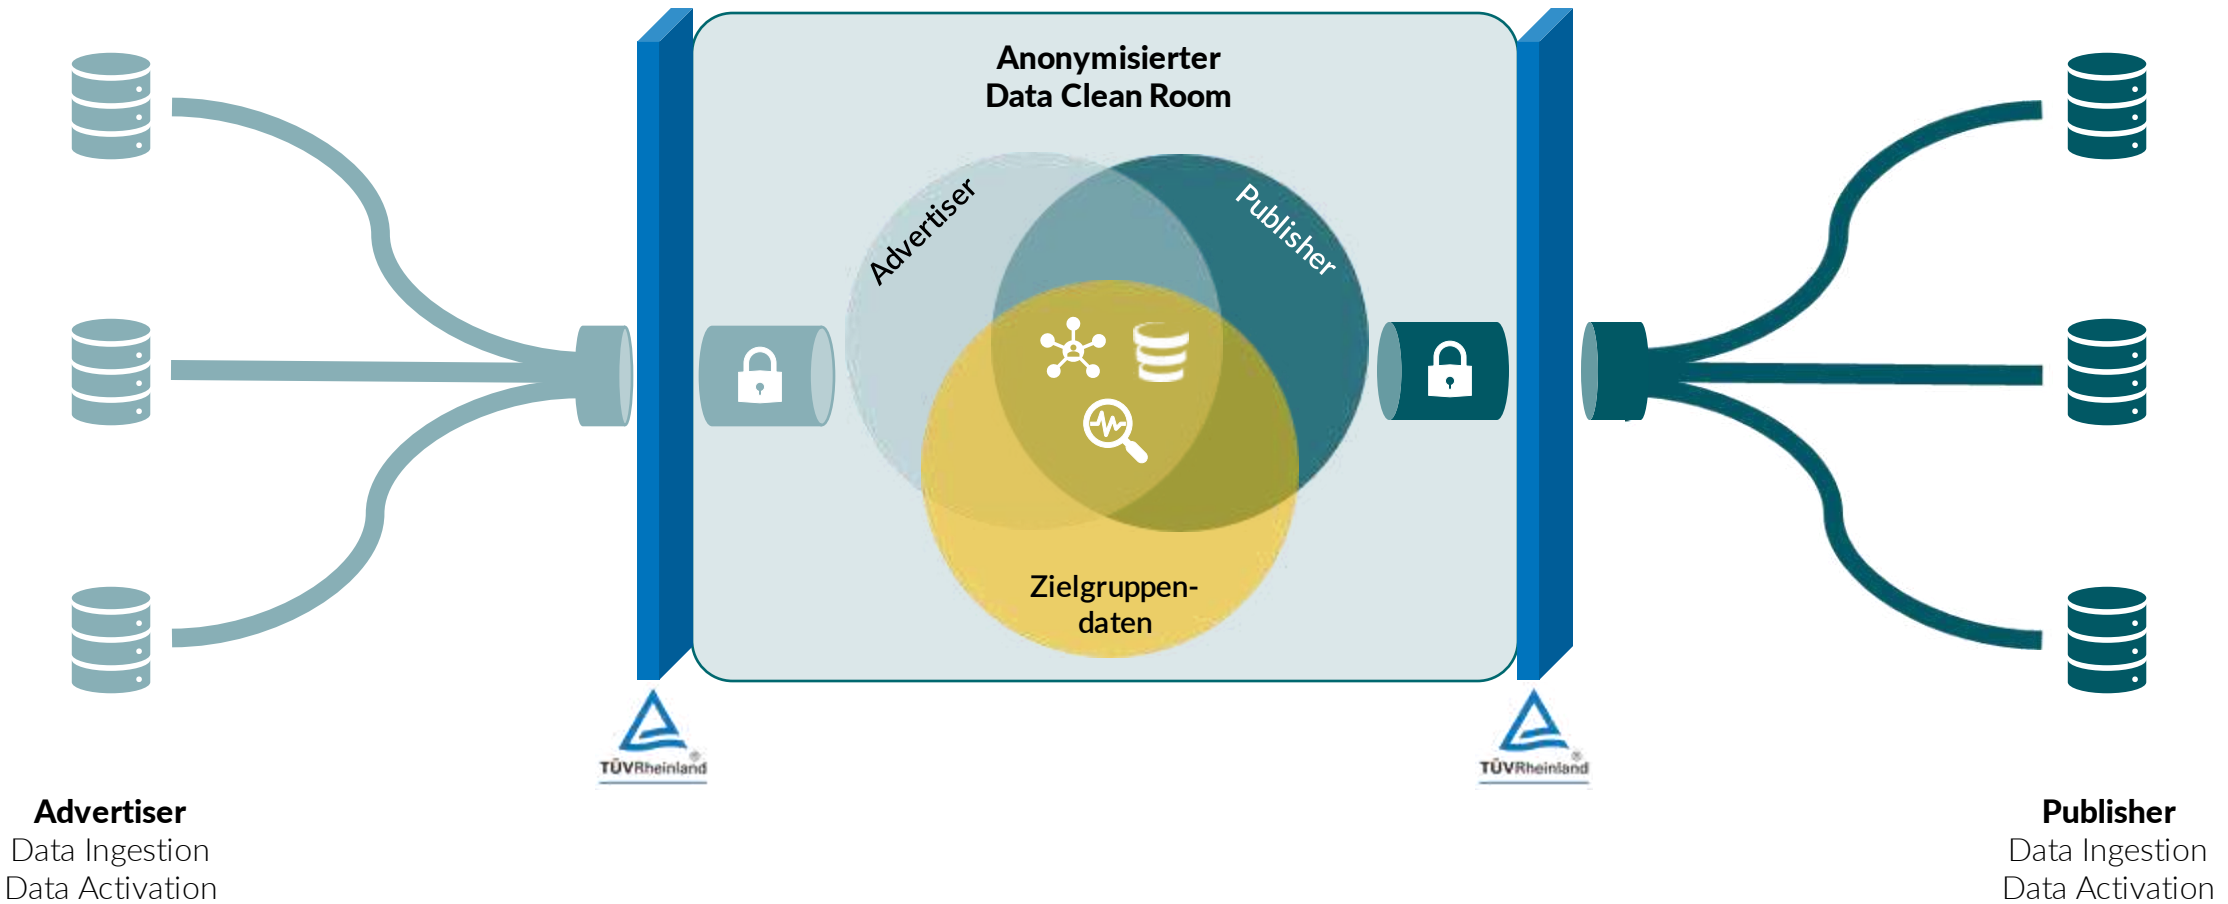 Anonymisierter
Data Clean Room
Advertiser
Publisher
Zielgruppen-
daten
®
TÜVRheinland
®
TÜVRheinland
Advertiser
Data Ingestion
Data Activation
Publisher
Data Ingestion
Data Activation